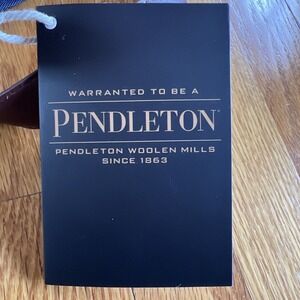 WARRANTED TO BE A
PENDLETON®
PENDLETON WOOLEN MILLS
SINCE 1863